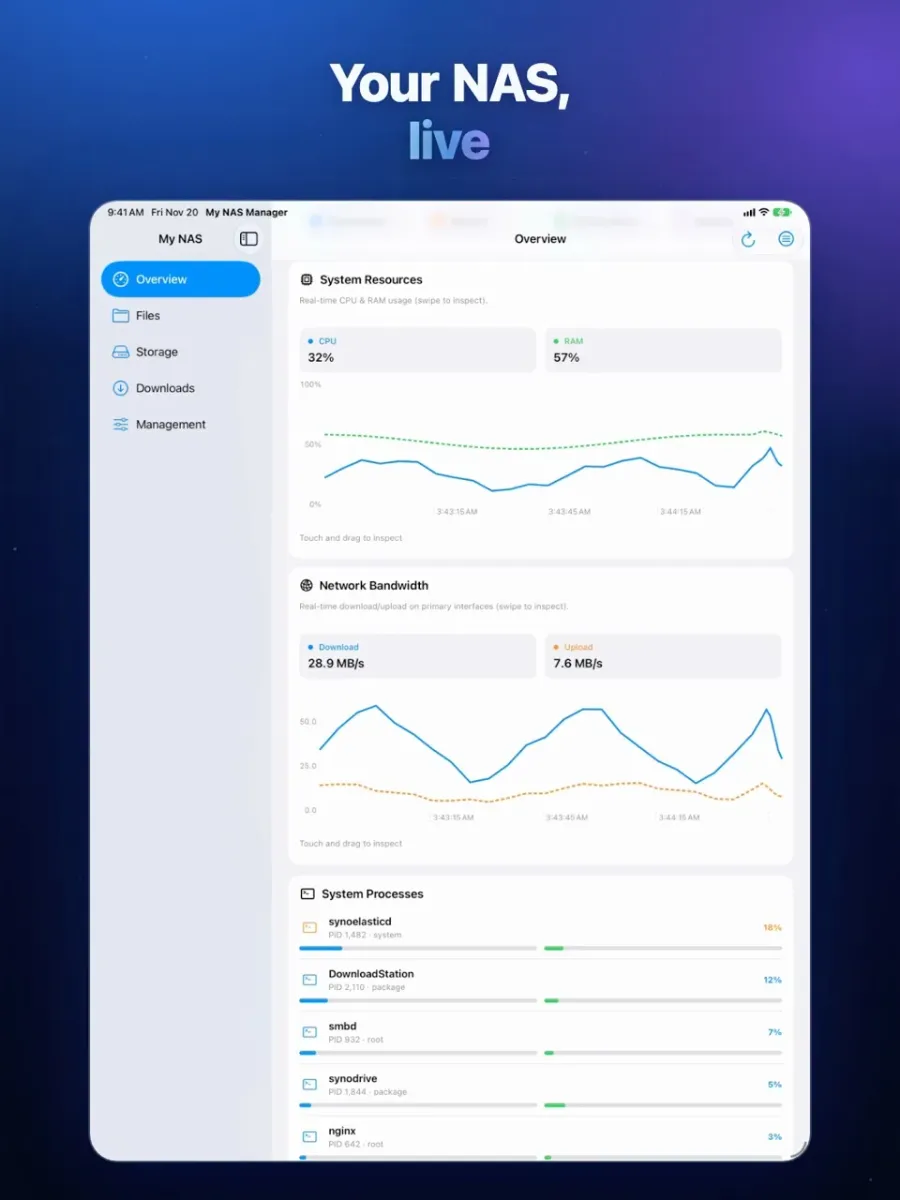 Your NAS,
live
9:41 AM Fri Nov 20 My NAS Manager
My NAS
Overview
Overview
Files
Storage
Downloads
Management
System Resources
Real-time CPU & RAM usage (swipe to inspect).
CPU
32%
RAM
57%
100%
50%
0%
3:43:15 AM 3:43:45 AM 3:44:15 AM
Touch and drag to inspect
Network Bandwidth
Real-time download/upload on primary interfaces (swipe to inspect).
Download
28.9 MB/s
Upload
7.6 MB/s
50.0
25.0
0.0
3:43:15 AM 3:43:45 AM 3:44:15 AM
Touch and drag to inspect
System Processes
synoelasticd
PID 1,482 · system
18%
DownloadStation
PID 2,110 · package
12%
smbd
PID 932 · root
7%
synodrive
PID 1,844 · package
5%
nginx
PID 642 · root
3%